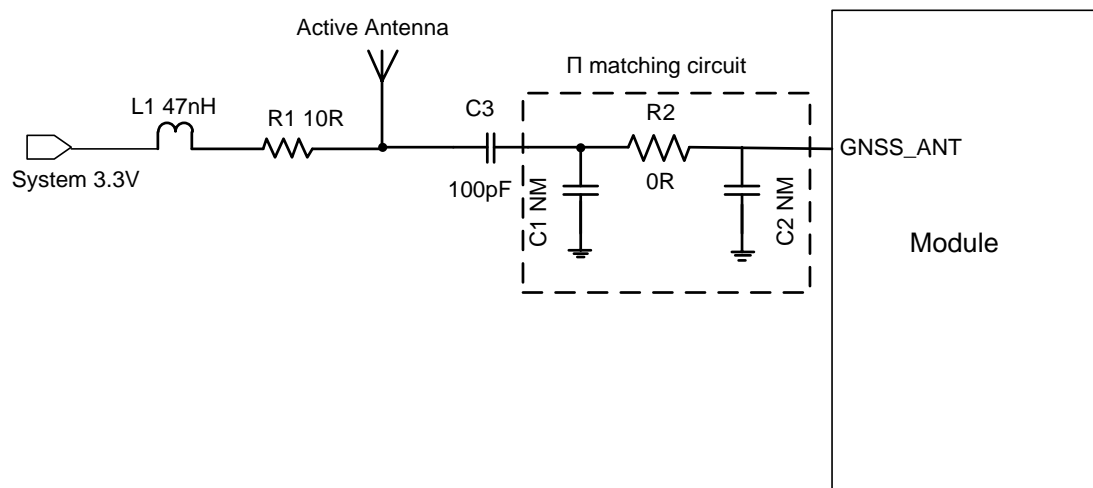 Active Antenna
Π matching circuit
L1 47nH
R1 10R
C3
R2
System 3.3V
100pF
0R
C1 NM
C2 NM
GNSS_ANT
Module